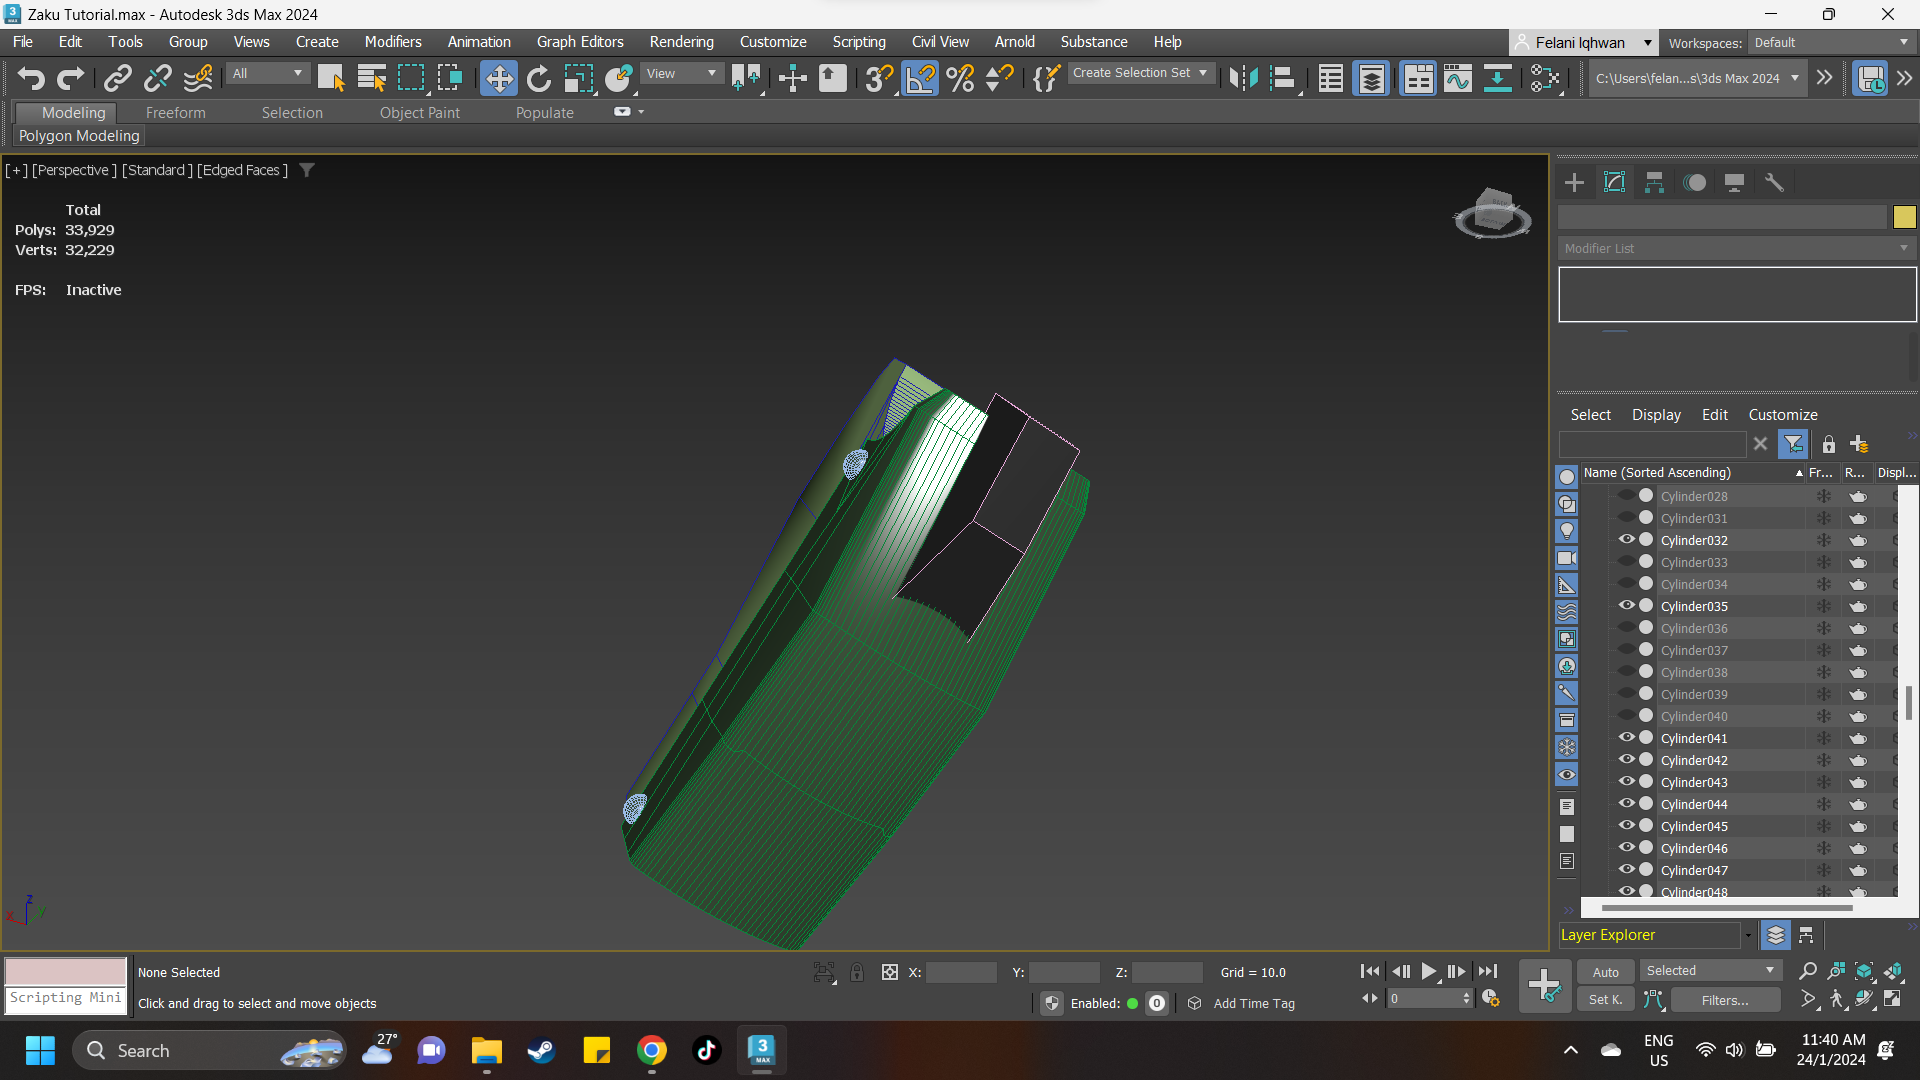 Zaku Tutorial.max - Autodesk 3ds Max 2024
File Edit Tools Group Views Create Modifiers Animation Graph Editors Rendering Customize Scripting Civil View Arnold Substance Help
Felani Iqhwan Workspaces: Default
All View Create Selection Set C:\Users\felan...s\3ds Max 2024
Modeling Freeform Selection Object Paint Populate
Polygon Modeling
[+] [Perspective ] [Standard ] [Edged Faces ]
Total
Polys: 33,929
Verts: 32,229
FPS: Inactive
Modifier List
Select Display Edit Customize
Name (Sorted Ascending) Fr... R... Displ...
Cylinder028
Cylinder031
Cylinder032
Cylinder033
Cylinder034
Cylinder035
Cylinder036
Cylinder037
Cylinder038
Cylinder039
Cylinder040
Cylinder041
Cylinder042
Cylinder043
Cylinder044
Cylinder045
Cylinder046
Cylinder047
Cylinder048
Layer Explorer
z
x y
None Selected X: Y: Z: Grid = 10.0
Scripting Mini Click and drag to select and move objects
Enabled: 0 Add Time Tag
0
Auto Selected
Set K. Filters...
Search 27°
3
MAX
ENG
US
11:40 AM
24/1/2024